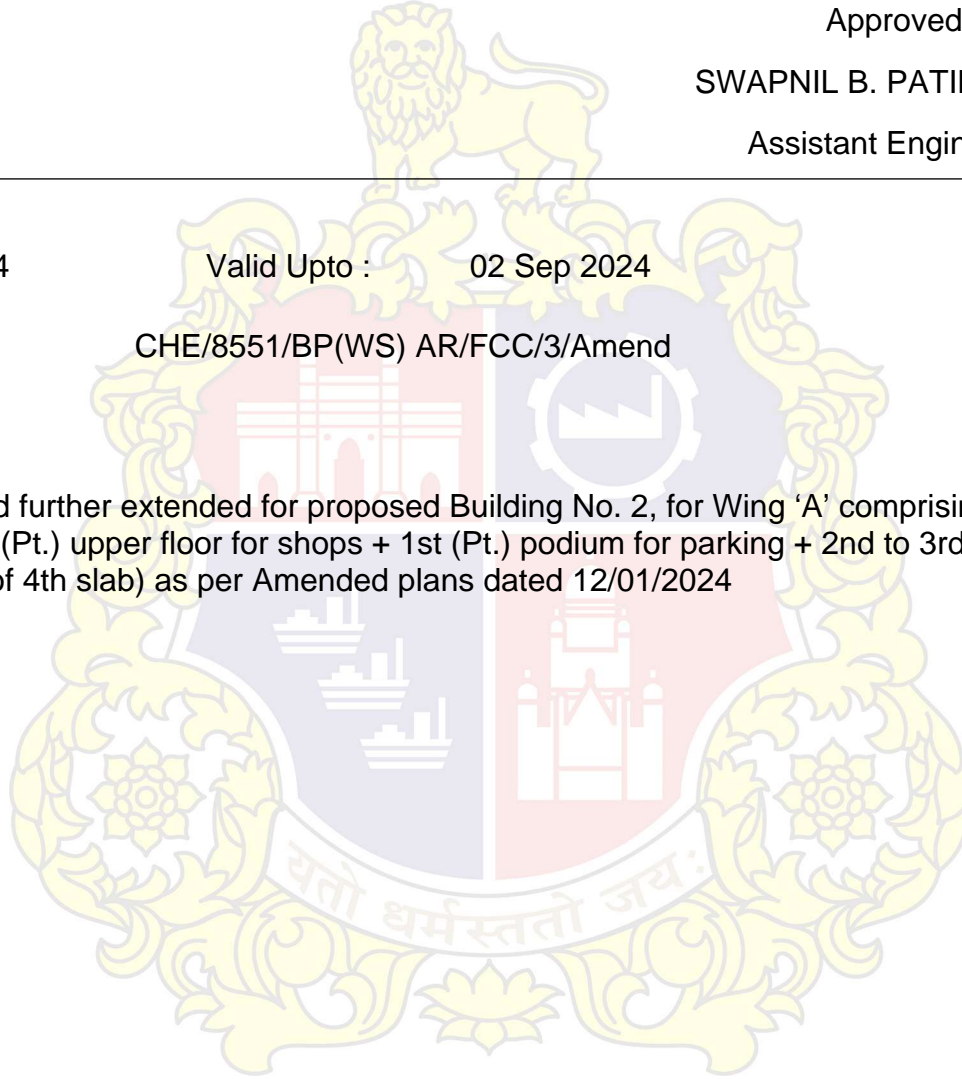 Approved
SWAPNIL B. PATIL
Assistant Engin
4 Valid Upto : 02 Sep 2024
CHE/8551/BP(WS) AR/FCC/3/Amend
d further extended for proposed Building No. 2, for Wing ‘A’ comprisin
(Pt.) upper floor for shops + 1st (Pt.) podium for parking + 2nd to 3rd
of 4th slab) as per Amended plans dated 12/01/2024
यतो धर्मस्ततो जयः